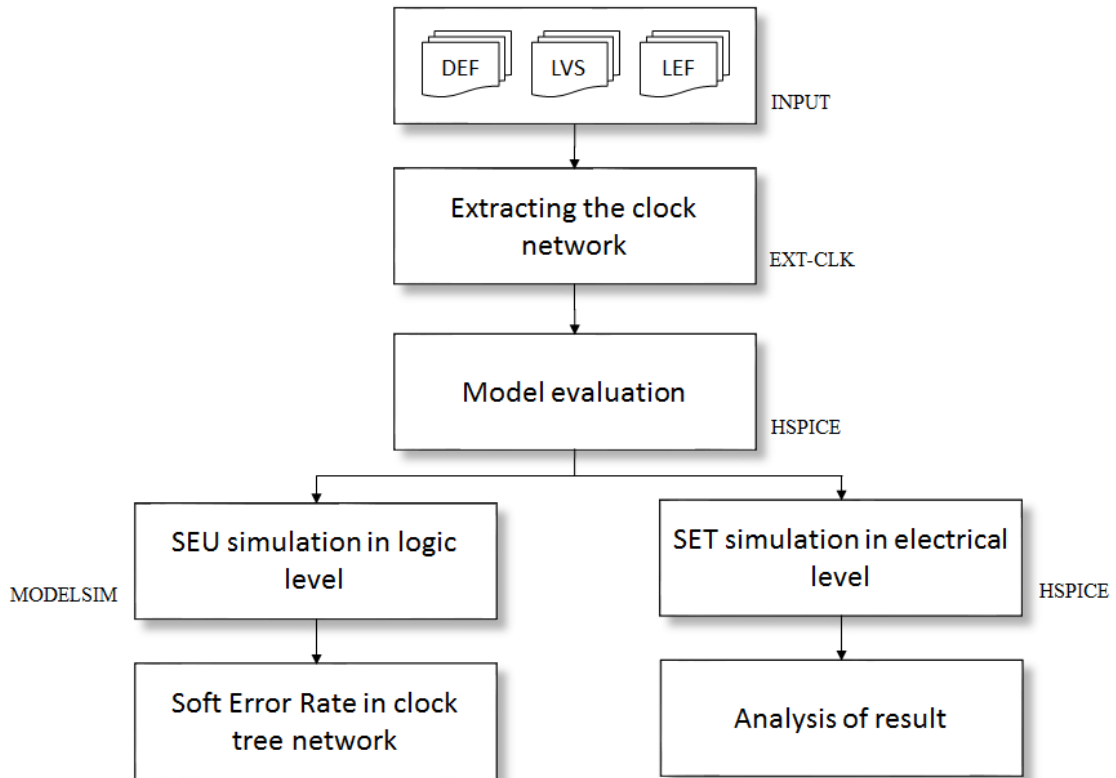 DEF
LVS
LEF
INPUT
Extracting the clock
network
EXT-CLK
Model evaluation
HSPICE
SEU simulation in logic
level
MODELSIM
SET simulation in electrical
level
HSPICE
Soft Error Rate in clock
tree network
Analysis of result